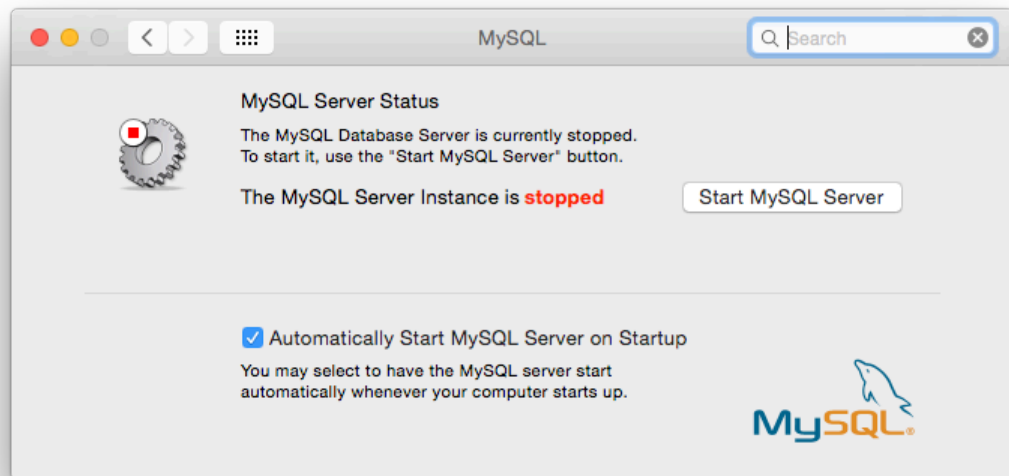 MySQL
Search
MySQL Server Status
The MySQL Database Server is currently stopped.
To start it, use the "Start MySQL Server" button.
The MySQL Server Instance is stopped
Start MySQL Server
Automatically Start MySQL Server on Startup
You may select to have the MySQL server start
automatically whenever your computer starts up.
MySQL®